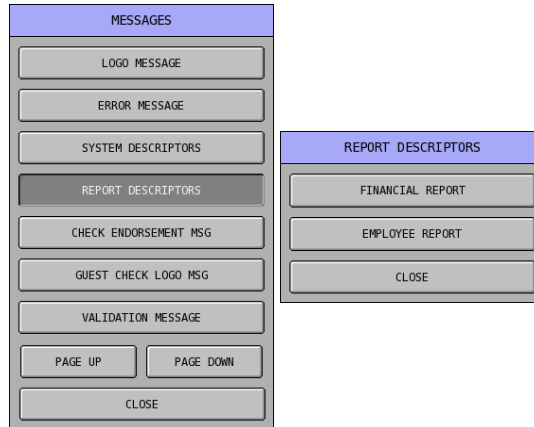 MESSAGES
LOGO MESSAGE
ERROR MESSAGE
SYSTEM DESCRIPTORS
REPORT DESCRIPTORS
CHECK ENDORSEMENT MSG
GUEST CHECK LOGO MSG
VALIDATION MESSAGE
PAGE UP PAGE DOWN
CLOSE
REPORT DESCRIPTORS
FINANCIAL REPORT
EMPLOYEE REPORT
CLOSE